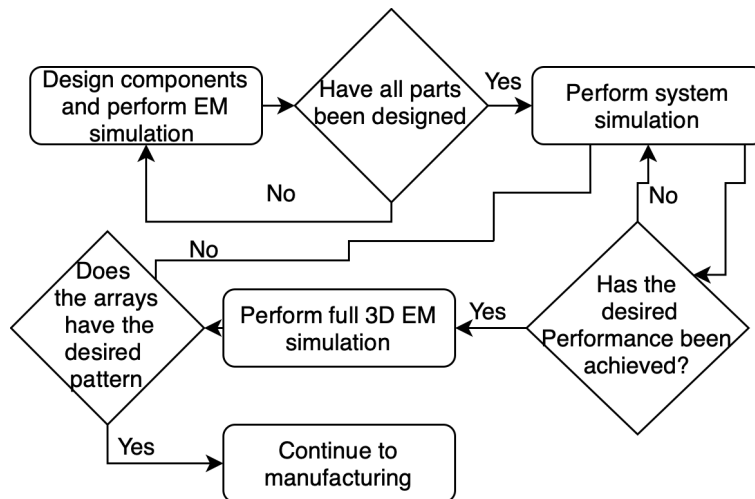 Design components
and perform EM
simulation
Have all parts
been designed
Yes
Perform system
simulation
No
No
No
Does
the arrays
have the
desired
pattern
Perform full 3D EM
simulation
Yes
Has the
desired
Performance been
achieved?
Yes
Continue to
manufacturing